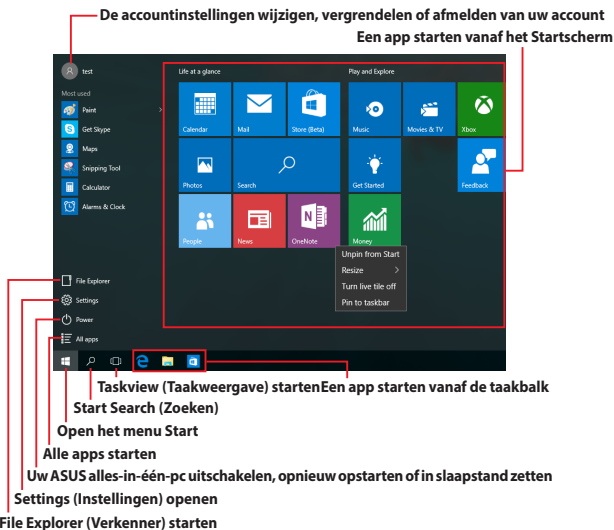 De accountinstellingen wijzigen, vergrendelen of afmelden van uw account
Een app starten vanaf het Startscherm
test
Most used
Paint
Get Skype
Maps
Snipping Tool
Calculator
Alarms & Clock
File Explorer
Settings
Power
All apps
Life at a glance
Play and Explore
Calendar
Mail
Store (Beta)
Music
Movies & TV
Xbox
Photos
Search
Get Started
Feedback
People
News
OneNote
Money
Unpin from Start
Resize
Turn live tile off
Pin to taskbar
Taskview (Taakweergave) starten
Een app starten vanaf de taakbalk
Start Search (Zoeken)
Open het menu Start
Alle apps starten
Uw ASUS alles-in-één-pc uitschakelen, opnieuw opstarten of in slaapstand zetten
Settings (Instellingen) openen
File Explorer (Verkenner) starten